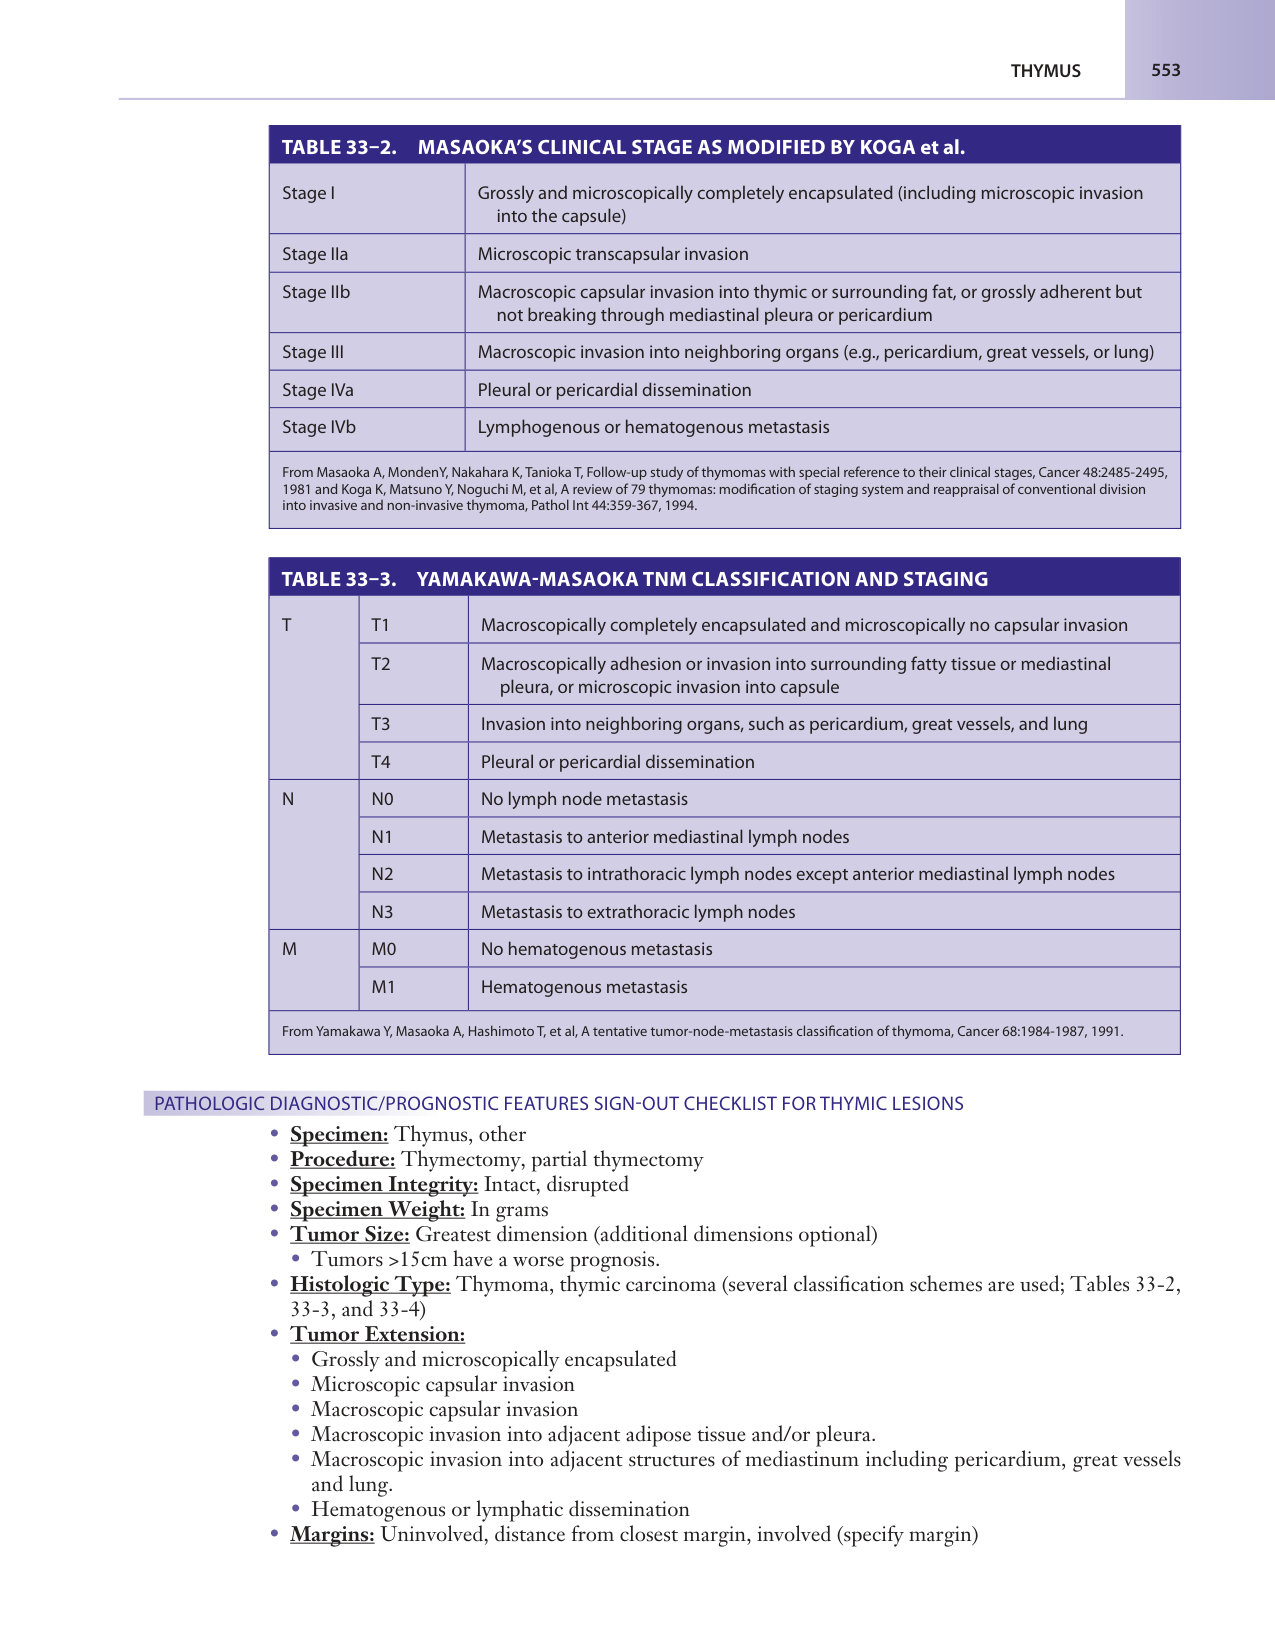 THYMUS 553
TABLE 33–2. MASAOKA’S CLINICAL STAGE AS MODIFIED BY KOGA et al.
Stage I Grossly and microscopically completely encapsulated (including microscopic invasion
into the capsule)
Stage IIa Microscopic transcapsular invasion
Stage IIb Macroscopic capsular invasion into thymic or surrounding fat, or grossly adherent but
not breaking through mediastinal pleura or pericardium
Stage III Macroscopic invasion into neighboring organs (e.g., pericardium, great vessels, or lung)
Stage IVa Pleural or pericardial dissemination
Stage IVb Lymphogenous or hematogenous metastasis
From Masaoka A, MondenY, Nakahara K, Tanioka T, Follow-up study of thymomas with special reference to their clinical stages, Cancer 48:2485-2495,
1981 and Koga K, Matsuno Y, Noguchi M, et al, A review of 79 thymomas: modification of staging system and reappraisal of conventional division
into invasive and non-invasive thymoma, Pathol Int 44:359-367, 1994.
TABLE 33–3. YAMAKAWA-MASAOKA TNM CLASSIFICATION AND STAGING
T T1 Macroscopically completely encapsulated and microscopically no capsular invasion
T2 Macroscopically adhesion or invasion into surrounding fatty tissue or mediastinal
pleura, or microscopic invasion into capsule
T3 Invasion into neighboring organs, such as pericardium, great vessels, and lung
T4 Pleural or pericardial dissemination
N N0 No lymph node metastasis
N1 Metastasis to anterior mediastinal lymph nodes
N2 Metastasis to intrathoracic lymph nodes except anterior mediastinal lymph nodes
N3 Metastasis to extrathoracic lymph nodes
M M0 No hematogenous metastasis
M1 Hematogenous metastasis
From Yamakawa Y, Masaoka A, Hashimoto T, et al, A tentative tumor-node-metastasis classification of thymoma, Cancer 68:1984-1987, 1991.
PATHOLOGIC DIAGNOSTIC/PROGNOSTIC FEATURES SIGN-OUT CHECKLIST FOR THYMIC LESIONS
• Specimen: Thymus, other
• Procedure: Thymectomy, partial thymectomy
• Specimen Integrity: Intact, disrupted
• Specimen Weight: In grams
• Tumor Size: Greatest dimension (additional dimensions optional)
• Tumors >15cm have a worse prognosis.
• Histologic Type: Thymoma, thymic carcinoma (several classification schemes are used; Tables 33-2,
33-3, and 33-4)
• Tumor Extension:
• Grossly and microscopically encapsulated
• Microscopic capsular invasion
• Macroscopic capsular invasion
• Macroscopic invasion into adjacent adipose tissue and/or pleura.
• Macroscopic invasion into adjacent structures of mediastinum including pericardium, great vessels
and lung.
• Hematogenous or lymphatic dissemination
• Margins: Uninvolved, distance from closest margin, involved (specify margin)